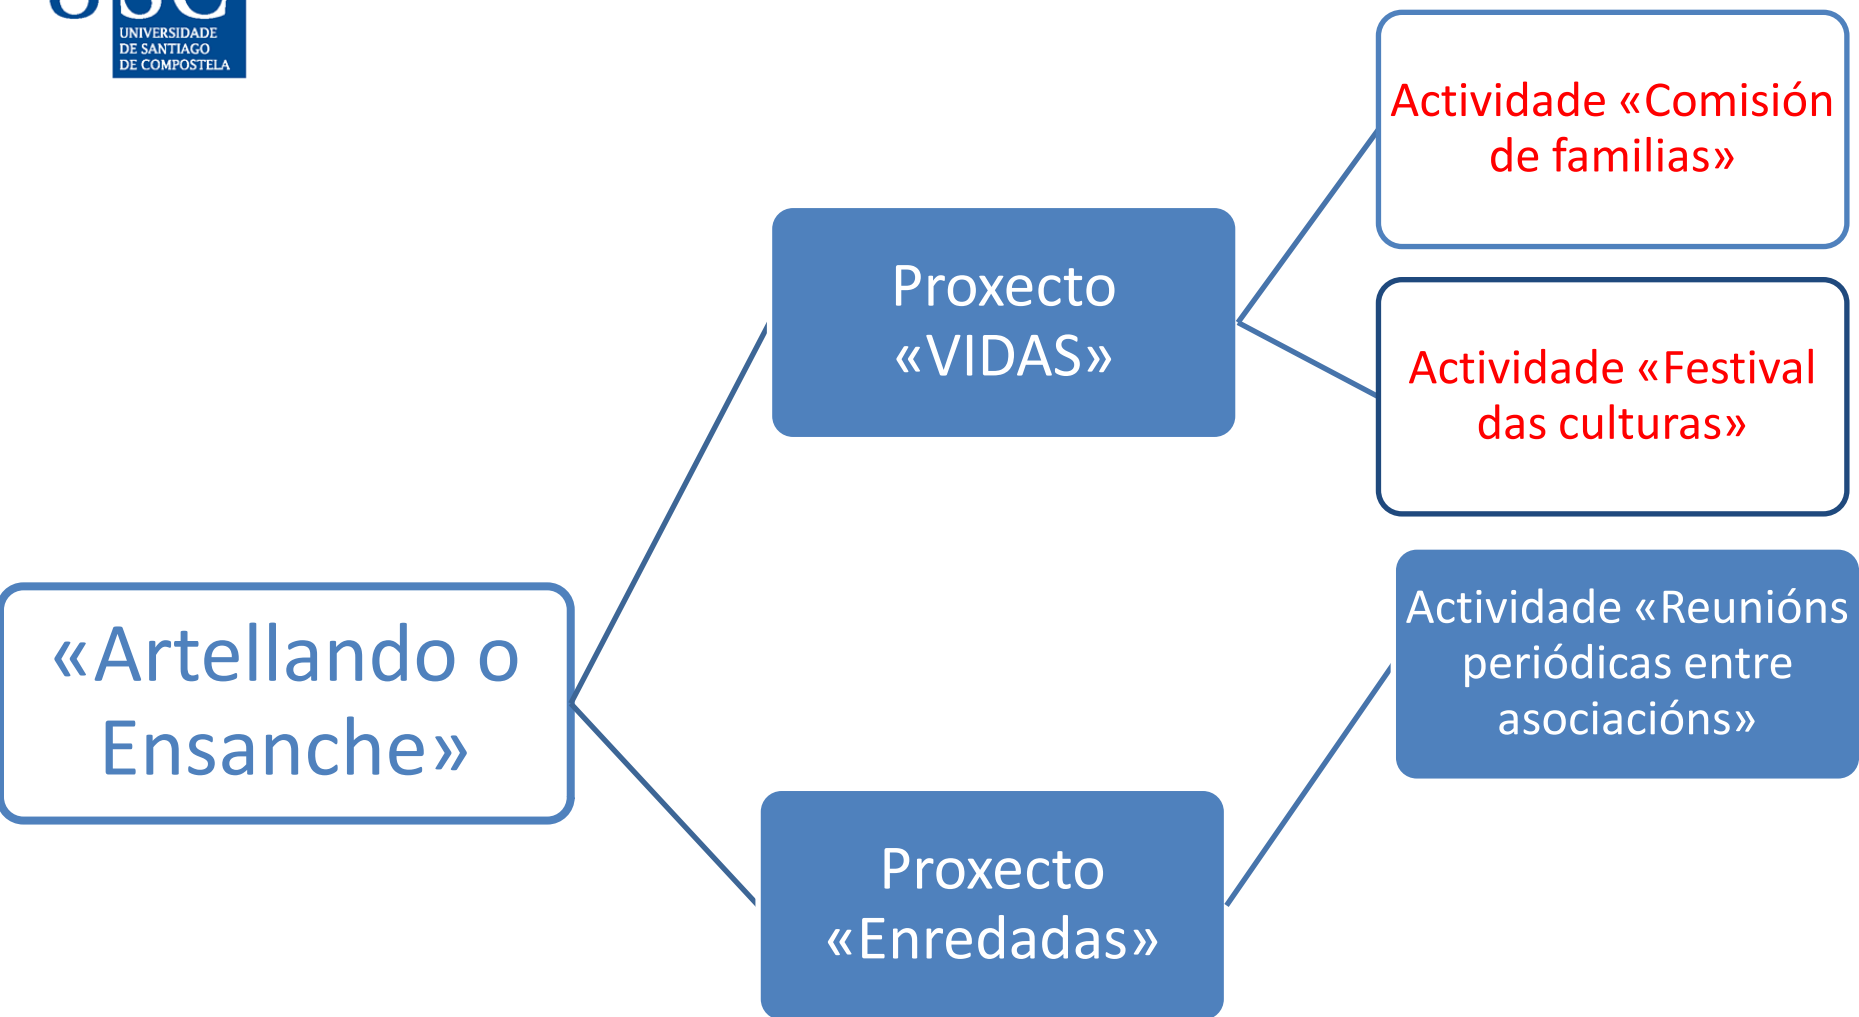 USC
UNIVERSIDADE
DE SANTIAGO
DE COMPOSTELA
Actividade «Comisión
de familias»
Proxecto
«VIDAS»
Actividade «Festival
das culturas»
«Artellando o
Ensanche»
Actividade «Reunións
periódicas entre
asociacións»
Proxecto
«Enredadas»